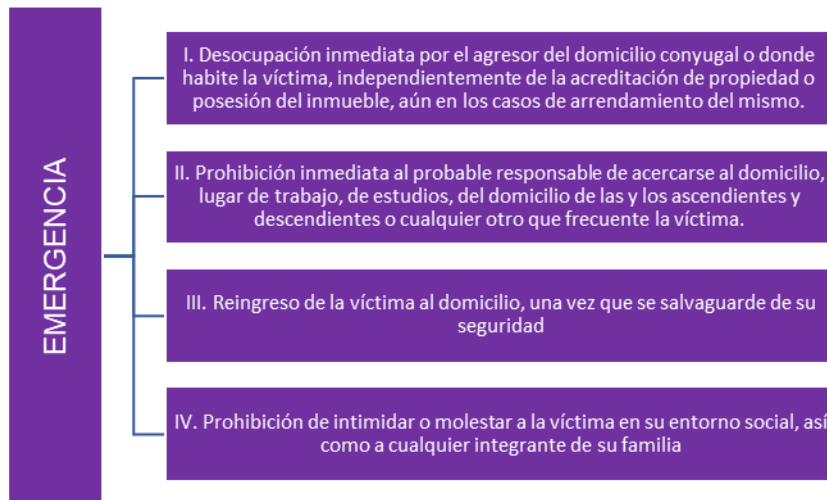 EMERGENCIA
I. Desocupación inmediata por el agresor del domicilio conyugal o donde
habite la víctima, independientemente de la acreditación de propiedad o
posesión del inmueble, aún en los casos de arrendamiento del mismo.
II. Prohibición inmediata al probable responsable de acercarse al domicilio,
lugar de trabajo, de estudios, del domicilio de las y los ascendientes y
descendientes o cualquier otro que frecuente la víctima.
III. Reingreso de la víctima al domicilio, una vez que se salvaguarde de su
seguridad
IV. Prohibición de intimidar o molestar a la víctima en su entorno social, así
como a cualquier integrante de su familia